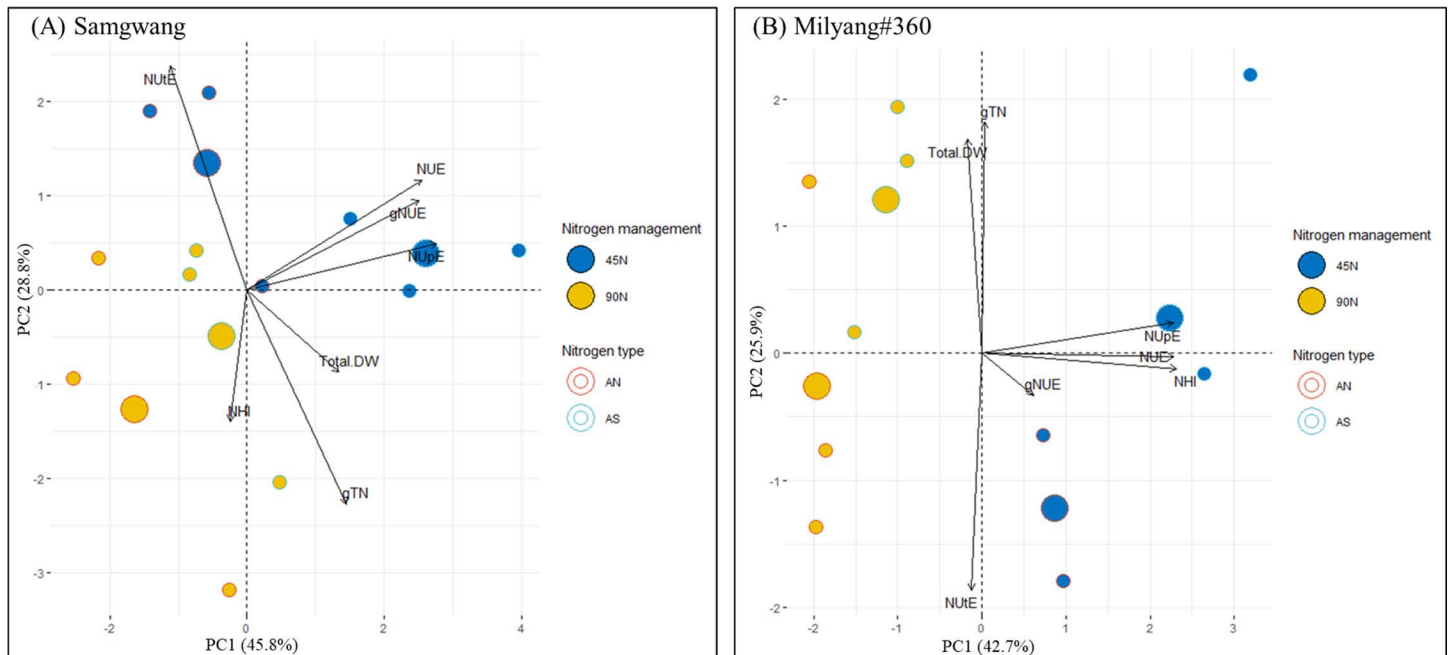 (A) Samgwang
NUtE
NUE
gNUE
NUpE
Total.DW
NHI
gTN
2
1
0
-1
-2
-3
PC2 (28.8%)
-2
0
2
4
PC1 (45.8%)
Nitrogen management
45N
90N
Nitrogen type
AN
AS
(B) Milyang#360
gTN
Total.DW
NUpE
NUE
NHI
gNUE
NUtE
2
1
0
-1
-2
PC2 (25.9%)
-2
-1
0
1
2
3
PC1 (42.7%)
Nitrogen management
45N
90N
Nitrogen type
AN
AS